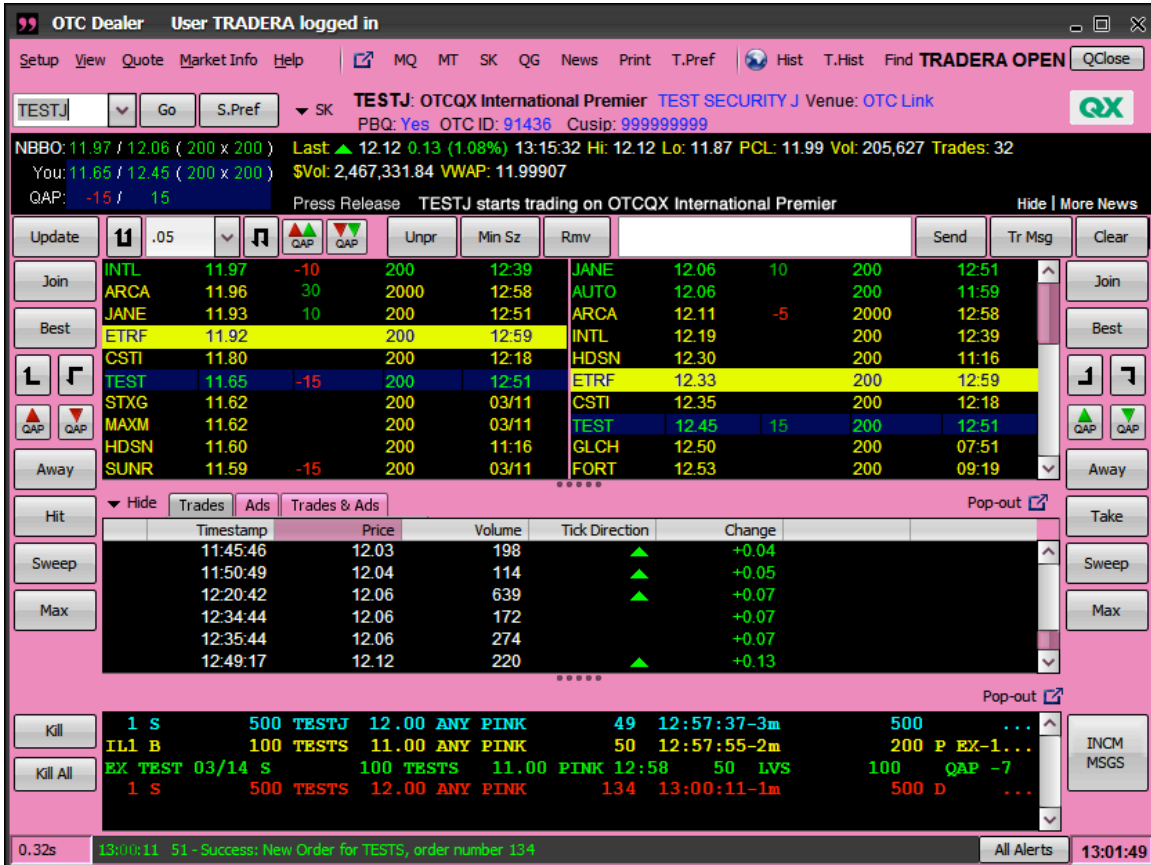 OTC Dealer User TRADERA logged in
Setup View Quote Market Info Help MQ MT SK QG News Print T.Pref Hist T.Hist Find TRADERA OPEN QClose
TESTJ Go S.Pref SK TESTJ: OTCQX International Premier TEST SECURITY J Venue: OTC Link QX
PBQ: Yes OTC ID: 91436 Cusip: 999999999
NBBO: 11.97 / 12.06 ( 200 x 200 ) Last 12.12 0.13 (1.08%) 13:15:32 Hi: 12.12 Lo: 11.87 PCL: 11.99 Vol: 205,627 Trades: 32
You: 11.65 / 12.45 ( 200 x 200 ) $Vol: 2,467,331.84 VWAP: 11.99907
QAP: -15 / 15 Press Release TESTJ starts trading on OTCQX International Premier Hide | More News
Update .05 QAP QAP Unpr Min Sz Rmv Send Tr Msg Clear
Join INTL 11.97 -10 200 12:39 JANE 12.06 10 200 12:51 Join
ARCA 11.96 30 2000 12:58 AUTO 12.06 200 11:59
JANE 11.93 10 200 12:51 ARCA 12.11 -5 2000 12:58
Best ETRF 11.92 200 12:59 INTL 12.19 200 12:39 Best
CSTI 11.80 200 12:18 HDSN 12.30 200 11:16
TEST 11.65 -15 200 12:51 ETRF 12.33 200 12:59
STXG 11.62 200 03/11 CSTI 12.35 200 12:18
QAP QAP MAXM 11.62 200 03/11 TEST 12.45 15 200 12:51 QAP QAP
HDSN 11.60 200 11:16 GLCH 12.50 200 07:51
Away SUNR 11.59 -15 200 03/11 FORT 12.53 200 09:19 Away
Hit Hide Trades Ads Trades & Ads Pop-out Take
Timestamp Price Volume Tick Direction Change
11:45:46 12.03 198 +0.04
Sweep 11:50:49 12.04 114 +0.05 Sweep
12:20:42 12.06 639 +0.07
Max 12:34:44 12.06 172 +0.07 Max
12:35:44 12.06 274 +0.07
12:49:17 12.12 220 +0.13
Pop-out
Kill 1 S 500 TESTJ 12.00 ANY PINK 49 12:57:37-3m 500 ...
IL1 B 100 TESTS 11.00 ANY PINK 50 12:57:55-2m 200 P EX-1... INCM
Kill All EX TEST 03/14 S 100 TESTS 11.00 PINK 12:58 50 LVS 100 QAP -7 MSGS
1 S 500 TESTS 12.00 ANY PINK 134 13:00:11-1m 500 D ...
0.32s 13:00:11 51 - Success: New Order for TESTS, order number 134 All Alerts 13:01:49